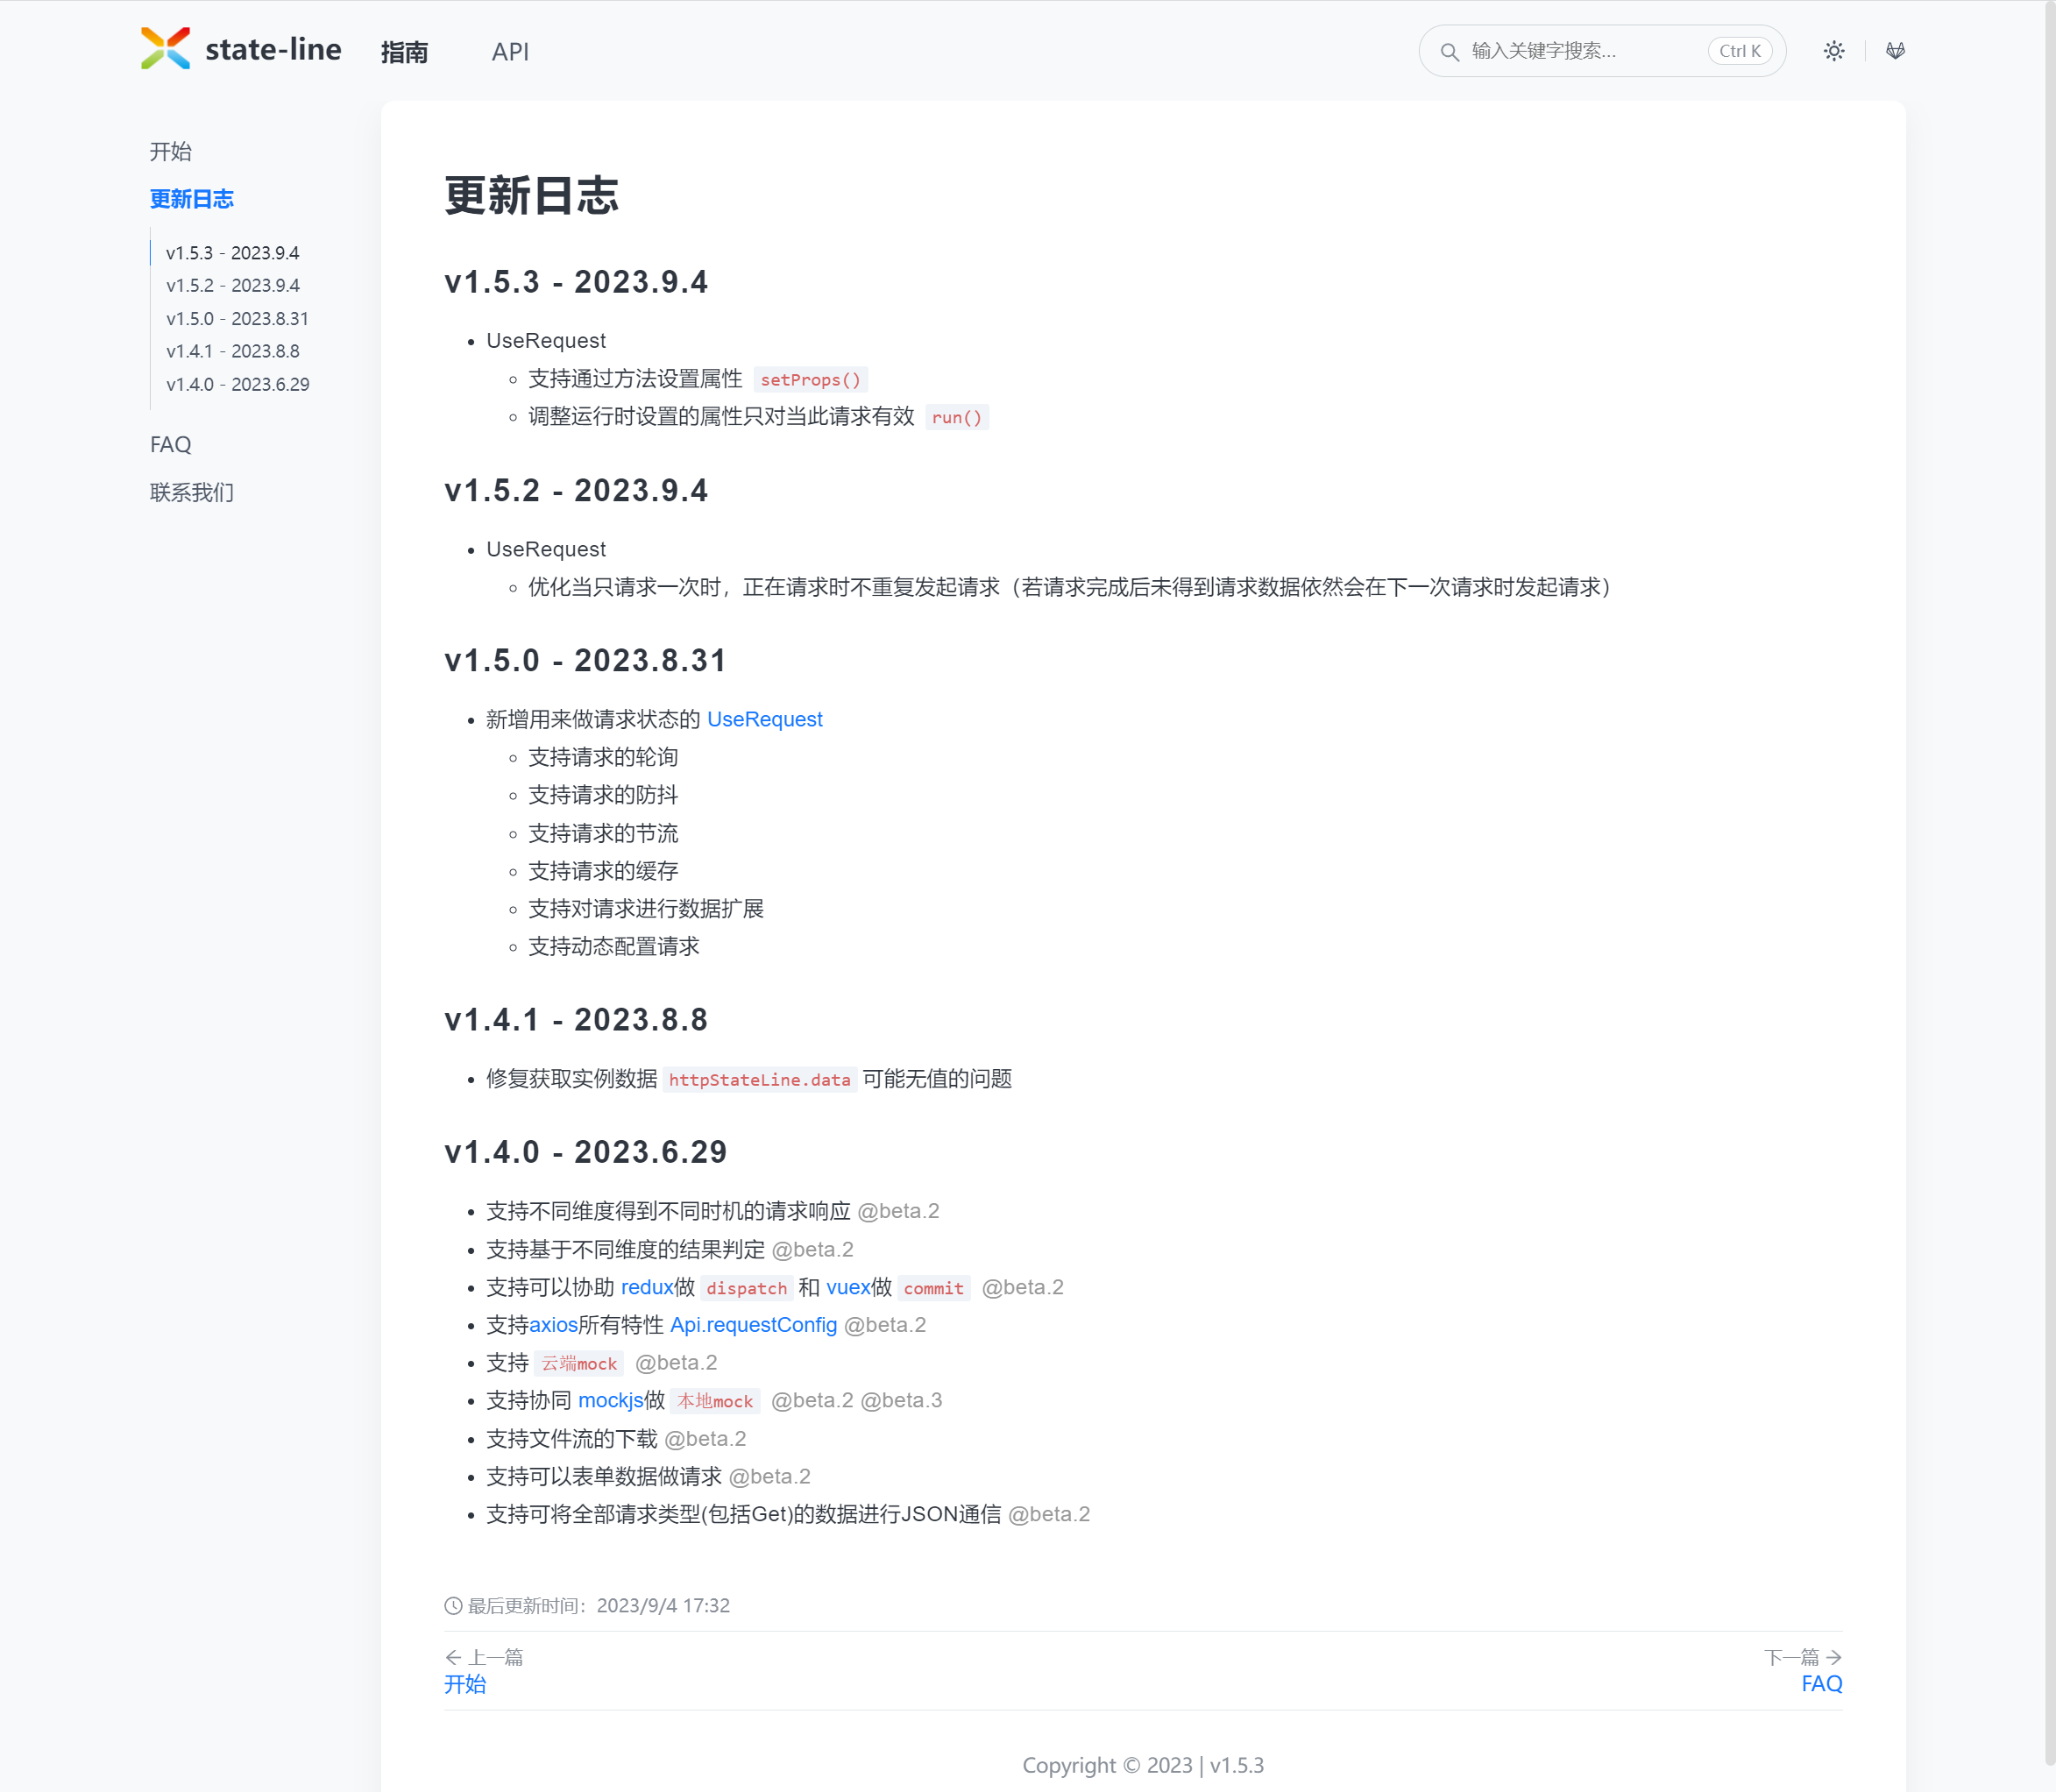 state-line
指南
API
输入关键字搜索...
Ctrl K
开始
更新日志
v1.5.3 - 2023.9.4
v1.5.2 - 2023.9.4
v1.5.0 - 2023.8.31
v1.4.1 - 2023.8.8
v1.4.0 - 2023.6.29
FAQ
联系我们
更新日志
v1.5.3 - 2023.9.4
UseRequest
支持通过方法设置属性 setProps()
调整运行时设置的属性只对当此请求有效 run()
v1.5.2 - 2023.9.4
UseRequest
优化当只请求一次时，正在请求时不重复发起请求（若请求完成后未得到请求数据依然会在下一次请求时发起请求）
v1.5.0 - 2023.8.31
新增用来做请求状态的 UseRequest
支持请求的轮询
支持请求的防抖
支持请求的节流
支持请求的缓存
支持对请求进行数据扩展
支持动态配置请求
v1.4.1 - 2023.8.8
修复获取实例数据 httpStateLine.data 可能无值的问题
v1.4.0 - 2023.6.29
支持不同维度得到不同时机的请求响应 @beta.2
支持基于不同维度的结果判定 @beta.2
支持可以协助 redux做 dispatch 和 vuex做 commit @beta.2
支持axios所有特性 Api.requestConfig @beta.2
支持 云端mock @beta.2
支持协同 mockjs做 本地mock @beta.2 @beta.3
支持文件流的下载 @beta.2
支持可以表单数据做请求 @beta.2
支持可将全部请求类型(包括Get)的数据进行JSON通信 @beta.2
最后更新时间：2023/9/4 17:32
上一篇
开始
下一篇
FAQ
Copyright © 2023 | v1.5.3